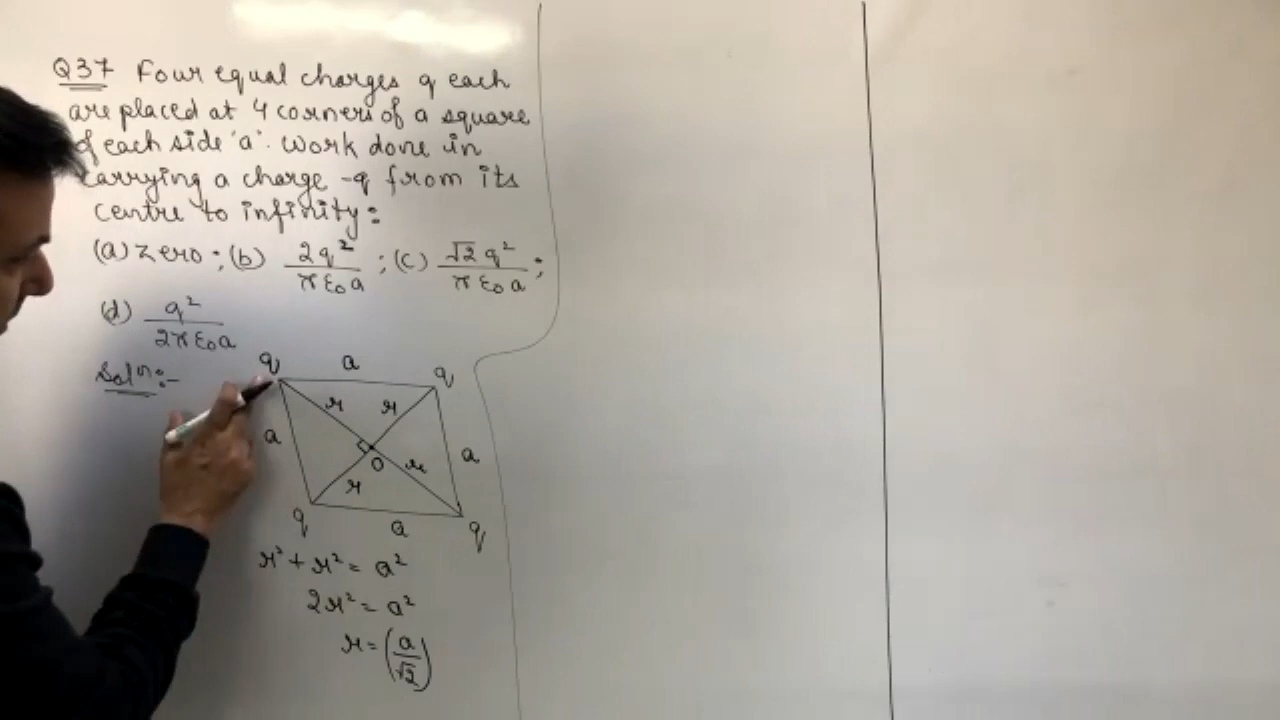 Q37 Four equal charges q each
are placed at 4 corners of a square
of each side 'a'. Work done in
carrying a charge -q from its
centre to infinity:
(a) Zero; (b) 2q²/πε₀a ; (c) √2q²/πε₀a ;
(d) q²/2πε₀a
Solⁿ:-
q a q
r r
a a
O r
r
q a q
r² + r² = a²
2r² = a²
r = (a/√2)